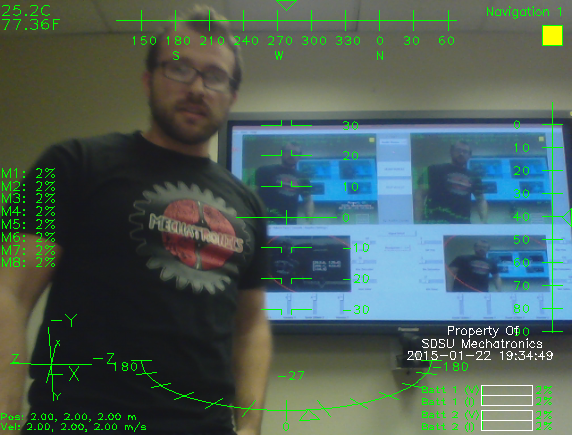 25.2C
77.36F
Navigation 1
150 180 210 240 270 300 330 0 30 60
S W N
30
20
10
0
-10
-20
-30
0
10
20
30
40
50
60
70
80
90
M1: 2%
M2: 2%
M3: 2%
M4: 2%
M5: 2%
M6: 2%
M7: 2%
M8: 2%
MECHATRONICS
Property Of
SDSU Mechatronics
2015-01-22 19:34:49
-Y
X
Z -Z
-X
Y
180 -180
-27
Pos: 2.00, 2.00, 2.00 m
Vel: 2.00, 2.00, 2.00 m/s